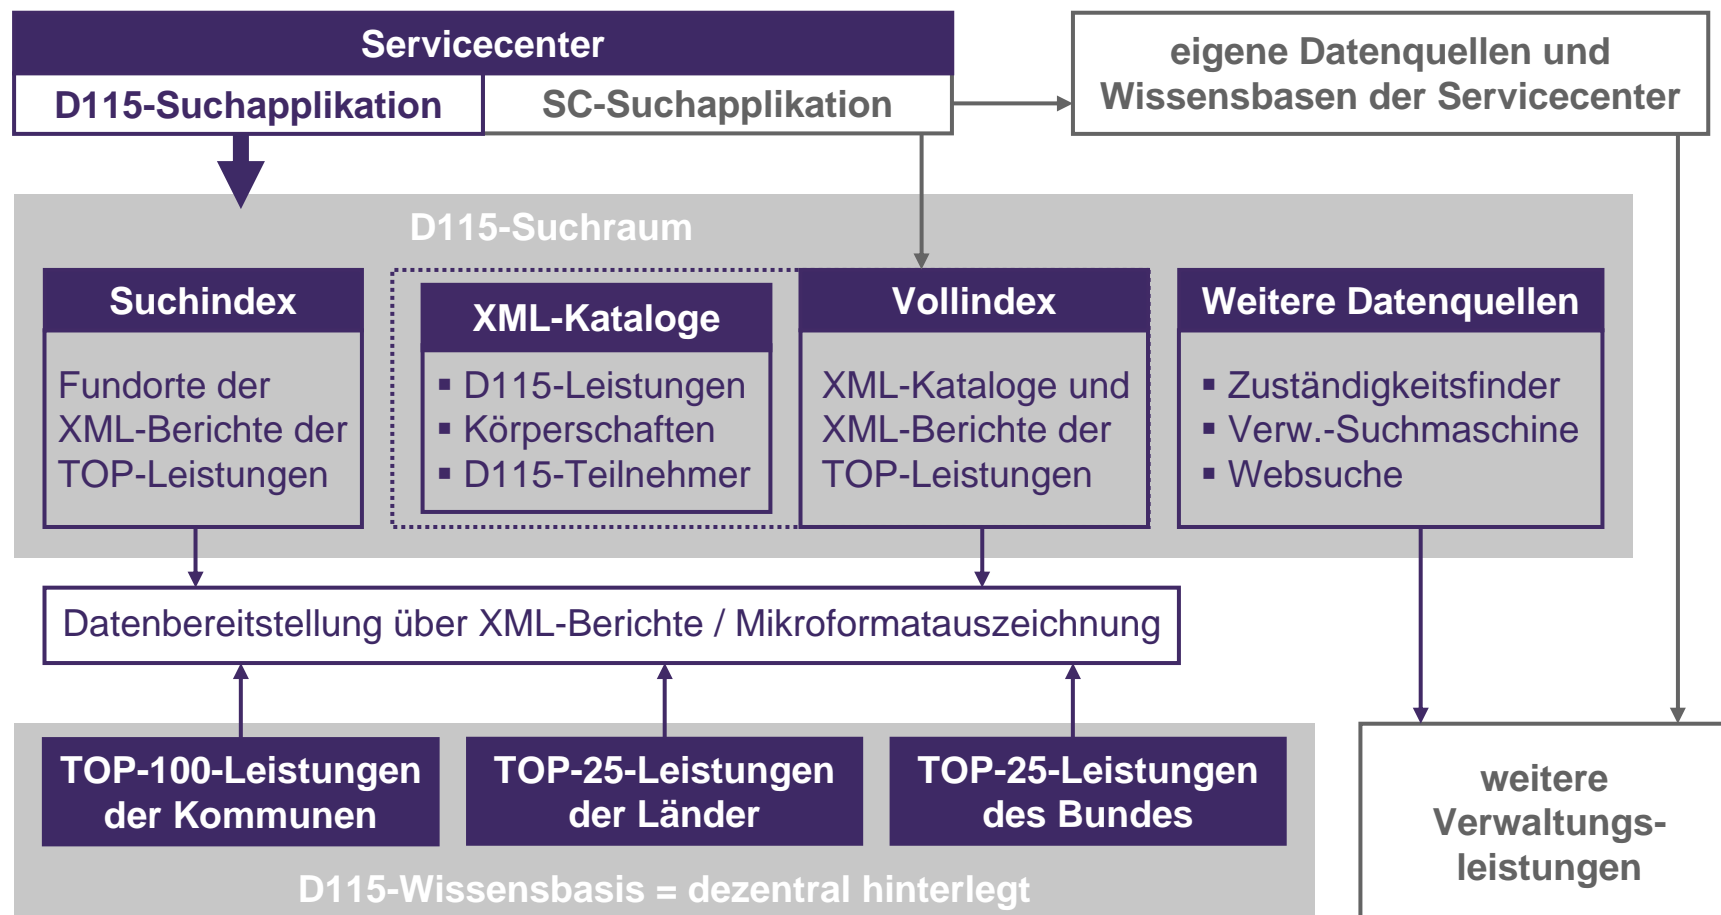 Servicecenter
D115-Suchapplikation
SC-Suchapplikation
eigene Datenquellen und
Wissensbasen der Servicecenter
D115-Suchraum
Suchindex
Fundorte der
XML-Berichte der
TOP-Leistungen
XML-Kataloge
▪ D115-Leistungen
▪ Körperschaften
▪ D115-Teilnehmer
Vollindex
XML-Kataloge und
XML-Berichte der
TOP-Leistungen
Weitere Datenquellen
▪ Zuständigkeitsfinder
▪ Verw.-Suchmaschine
▪ Websuche
Datenbereitstellung über XML-Berichte / Mikroformatauszeichnung
TOP-100-Leistungen
der Kommunen
TOP-25-Leistungen
der Länder
TOP-25-Leistungen
des Bundes
D115-Wissensbasis = dezentral hinterlegt
weitere
Verwaltungs-
leistungen